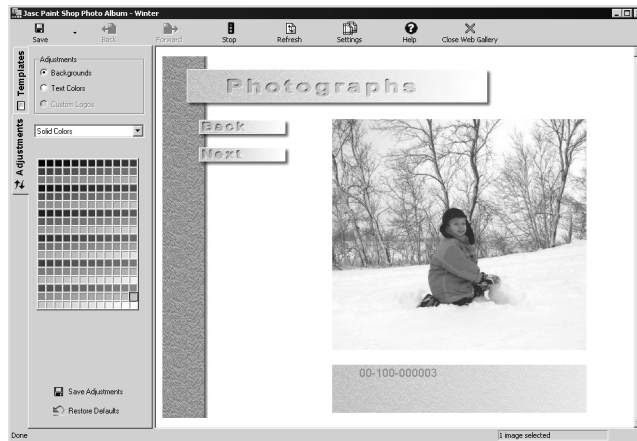 Jasc Paint Shop Photo Album - Winter
Save
Back
Forward
Stop
Refresh
Settings
Help
Close Web Gallery
Templates
Adjustments
Adjustments
Backgrounds
Text Colors
Custom Logos
Solid Colors
Save Adjustments
Restore Defaults
Photographs
Back
Next
00-100-000003
Done
1 image selected